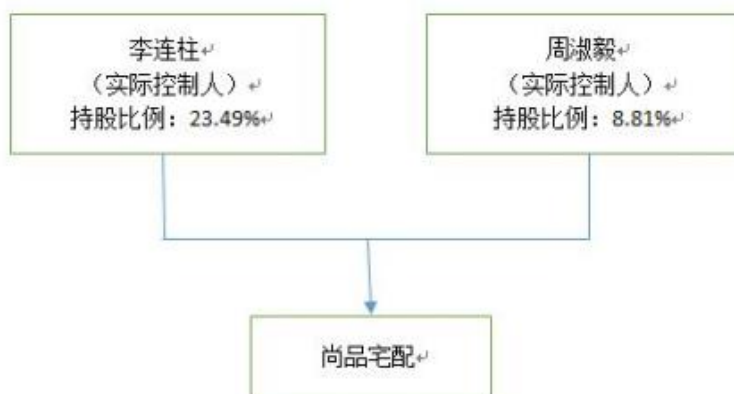 李连柱
（实际控制人）
持股比例：23.49%
周淑毅
（实际控制人）
持股比例：8.81%
尚品宅配